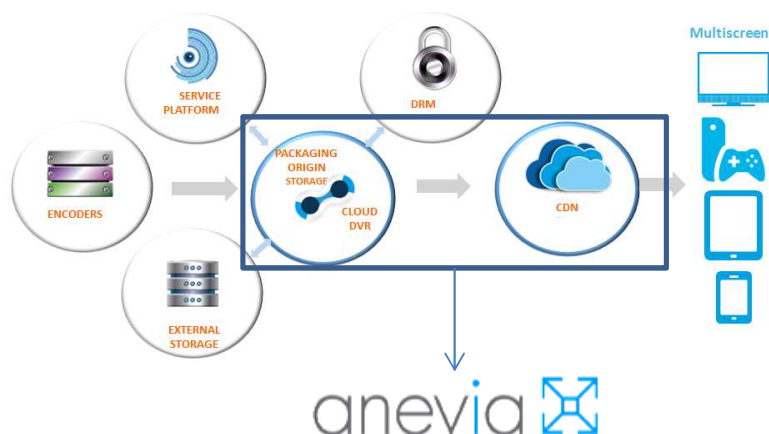 Multiscreen
SERVICE
PLATFORM
DRM
PACKAGING
ORIGIN
STORAGE
CLOUD
DVR
ENCODERS
CDN
EXTERNAL
STORAGE
anevia